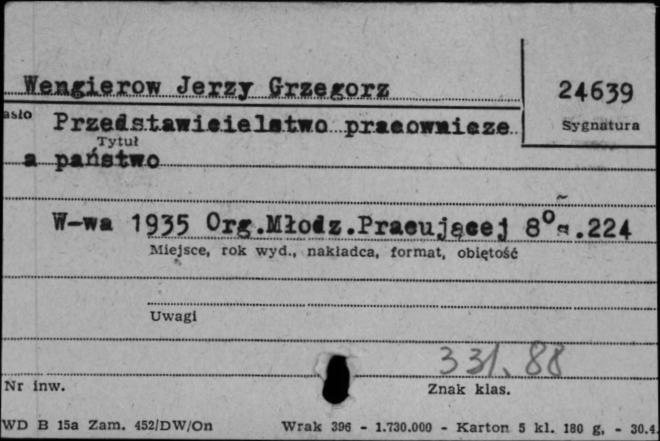 Wengierow Jerzy Grzegorz
24639
asło Przedstawicielstwo pracownicze
Sygnatura
Tytuł
a państwo
W-wa 1935 Org.Młodz.Pracującej 8° .224
Miejsce, rok wyd., nakładca, format, objętość
Uwagi
331.88
Nr inw.
Znak klas.
WD B 15a Zam. 452/DW/On Wrak 396 - 1.730.000 - Karton 5 kl. 180 g. - 30.4.